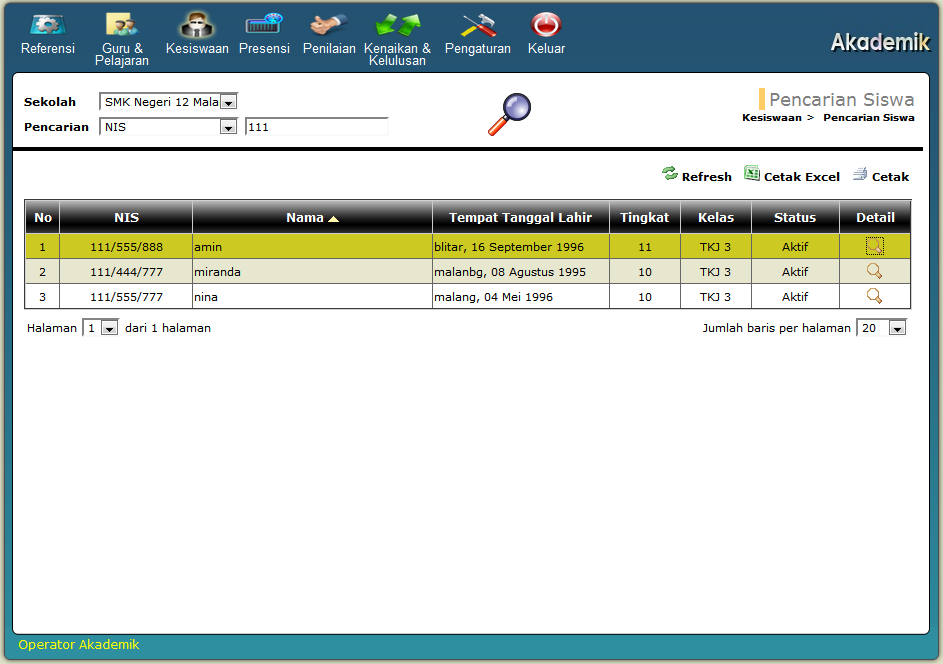 Referensi Guru & Pelajaran Kesiswaan Presensi Penilaian Kenaikan & Kelulusan Pengaturan Keluar
Akademik
Sekolah SMK Negeri 12 Mala
Pencarian NIS 111
Pencarian Siswa
Kesiswaan > Pencarian Siswa
Refresh Cetak Excel Cetak
No NIS Nama Tempat Tanggal Lahir Tingkat Kelas Status Detail
1 111/555/888 amin blitar, 16 September 1996 11 TKJ 3 Aktif
2 111/444/777 miranda malanbg, 08 Agustus 1995 10 TKJ 3 Aktif
3 111/555/777 nina malang, 04 Mei 1996 10 TKJ 3 Aktif
Halaman 1 dari 1 halaman Jumlah baris per halaman 20
Operator Akademik